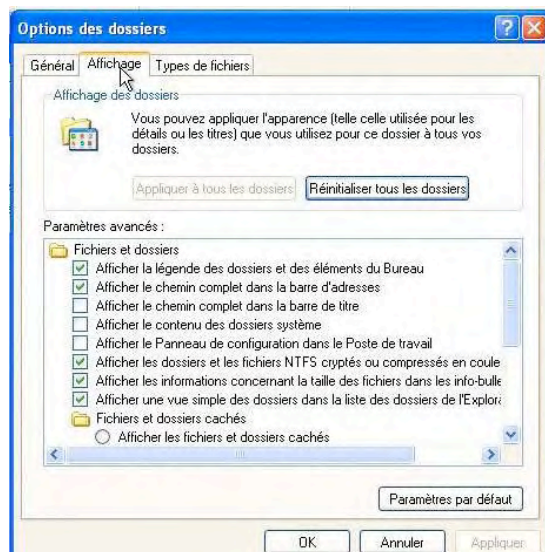 Options des dossiers
Général Affichage Types de fichiers
Affichage des dossiers
Vous pouvez appliquer l'apparence (telle celle utilisée pour les
détails ou les titres) que vous utilisez pour ce dossier à tous vos
dossiers.
Appliquer à tous les dossiers Réinitialiser tous les dossiers
Paramètres avancés :
Fichiers et dossiers
Afficher la légende des dossiers et des éléments du Bureau
Afficher le chemin complet dans la barre d'adresses
Afficher le chemin complet dans la barre de titre
Afficher le contenu des dossiers système
Afficher le Panneau de configuration dans le Poste de travail
Afficher les dossiers et les fichiers NTFS cryptés ou compressés en coule
Afficher les informations concernant la taille des fichiers dans les info-bulle
Afficher une vue simple des dossiers dans la liste des dossiers de l'Explora
Fichiers et dossiers cachés
Afficher les fichiers et dossiers cachés
Paramètres par défaut
OK Annuler Appliquer